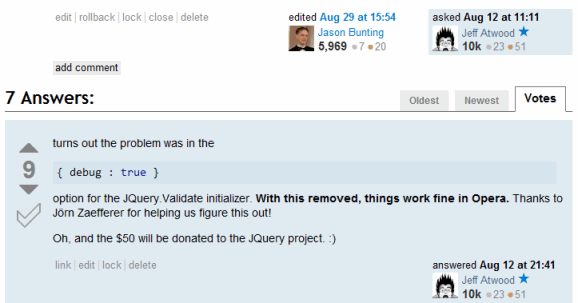 edit | rollback | lock | close | delete
edited Aug 29 at 15:54
Jason Bunting
5,969 ●7 ●20
asked Aug 12 at 11:11
Jeff Atwood ★
10k ●23 ●51
add comment
7 Answers:
Oldest
Newest
Votes
turns out the problem was in the
9
{ debug : true }
option for the JQuery.Validate initializer. With this removed, things work fine in Opera. Thanks to
Jörn Zaefferer for helping us figure this out!
Oh, and the $50 will be donated to the JQuery project. :)
link | edit | lock | delete
answered Aug 12 at 21:41
Jeff Atwood ★
10k ●23 ●51